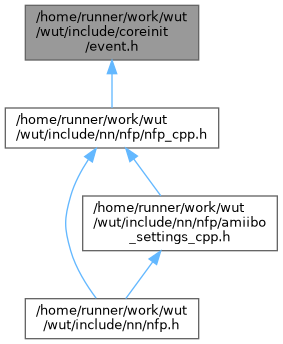 /home/runner/work/wut
/wut/include/coreinit
/event.h
/home/runner/work/wut
/wut/include/nn/nfp/nfp_cpp.h
/home/runner/work/wut
/wut/include/nn/nfp/amiibo
_settings_cpp.h
/home/runner/work/wut
/wut/include/nn/nfp.h